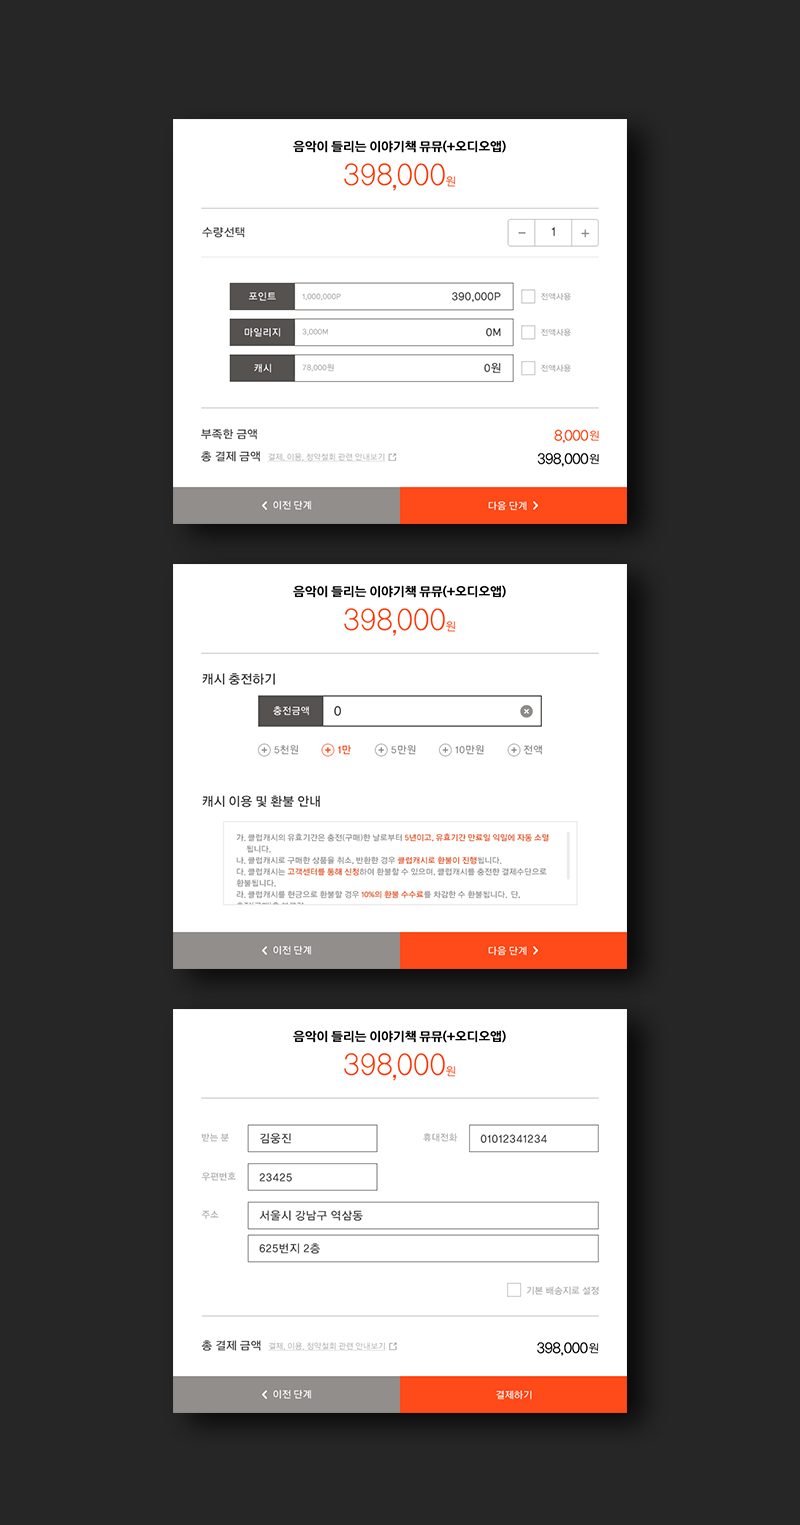 음악이 들리는 이야기책 뮤뮤(+오디오앱)
398,000원
수량선택 − 1 +
포인트 1,000,000P 390,000P 전액사용
마일리지 3,000M 0M 전액사용
캐시 78,000원 0원 전액사용
부족한 금액 8,000원
총 결제 금액 결제, 이용, 청약철회 관련 안내보기 398,000원
이전 단계 다음 단계
음악이 들리는 이야기책 뮤뮤(+오디오앱)
398,000원
캐시 충전하기
충전금액 0
5천원 1만 5만원 10만원 전액
캐시 이용 및 환불 안내
가. 클럽캐시의 유효기간은 충전(구매)한 날로부터 5년이고, 유효기간 만료일 익일에 자동 소멸
됩니다.
나. 클럽캐시로 구매한 상품을 취소, 반환한 경우 클럽캐시로 환불이 진행됩니다.
다. 클럽캐시는 고객센터를 통해 신청하여 환불할 수 있으며, 클럽캐시를 충전한 결제수단으로
환불됩니다.
라. 클럽캐시를 현금으로 환불할 경우 10%의 환불 수수료를 차감한 수 환불됩니다. 단,
이전 단계 다음 단계
음악이 들리는 이야기책 뮤뮤(+오디오앱)
398,000원
받는 분 김웅진 휴대전화 01012341234
우편번호 23425
주소 서울시 강남구 역삼동
625번지 2층
기본 배송지로 설정
총 결제 금액 결제, 이용, 청약철회 관련 안내보기 398,000원
이전 단계 결제하기